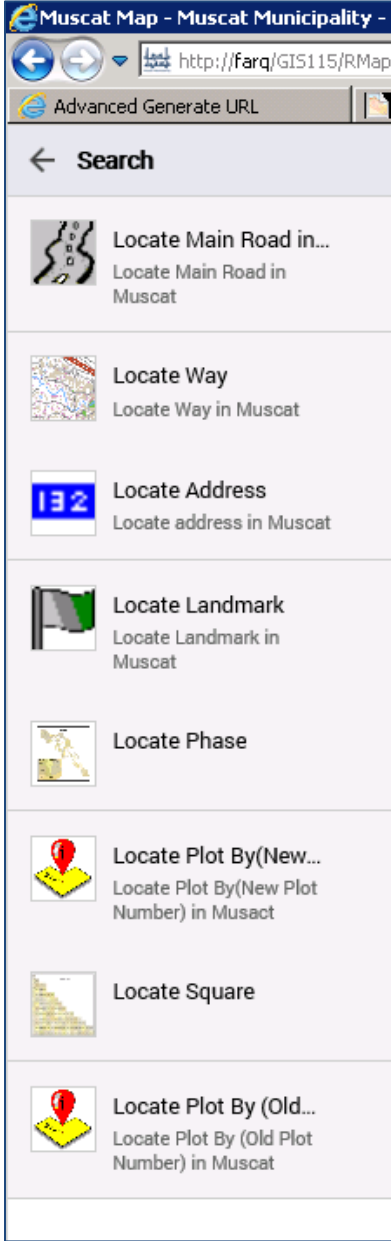 Muscat Map - Muscat Municipality -
http://farq/GIS115/RMap
Advanced Generate URL
Search
Locate Main Road in...
Locate Main Road in
Muscat
Locate Way
Locate Way in Muscat
132
Locate Address
Locate address in Muscat
Locate Landmark
Locate Landmark in
Muscat
Locate Phase
Locate Plot By(New...
Locate Plot By(New Plot
Number) in Musact
Locate Square
Locate Plot By (Old...
Locate Plot By (Old Plot
Number) in Muscat